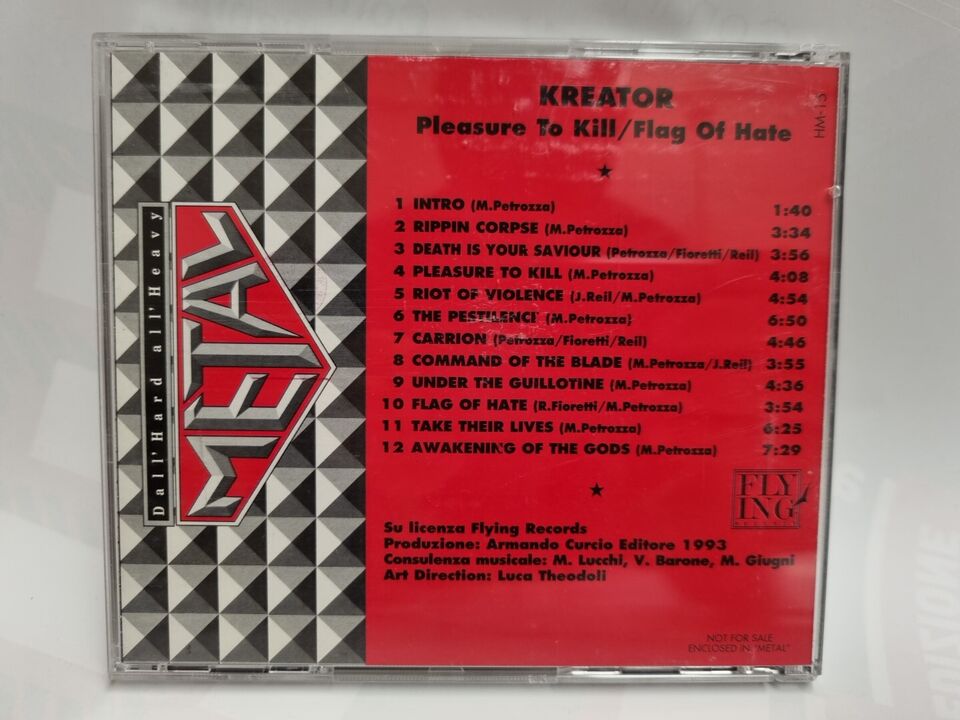 KREATOR
Pleasure To Kill/Flag Of Hate
HM-13
1 INTRO (M.Petrozza) 1:40
2 RIPPIN CORPSE (M.Petrozza) 3:34
3 DEATH IS YOUR SAVIOUR (Petrozza/Fioretti/Reil) 3:56
4 PLEASURE TO KILL (M.Petrozza) 4:08
5 RIOT OF VIOLENCE (J.Reil/M.Petrozza) 4:54
6 THE PESTILENCE (M.Petrozza) 6:50
7 CARRION (Petrozza/Fioretti/Reil) 4:46
8 COMMAND OF THE BLADE (M.Petrozza/J.Reil) 3:55
9 UNDER THE GUILLOTINE (M.Petrozza) 4:36
10 FLAG OF HATE (R.Fioretti/M.Petrozza) 3:54
11 TAKE THEIR LIVES (M.Petrozza) 6:25
12 AWAKENING OF THE GODS (M.Petrozza) 7:29
FLY
ING
RECORDS
Su licenza Flying Records
Produzione: Armando Curcio Editore 1993
Consulenza musicale: M. Lucchi, V. Barone, M. Giugni
Art Direction: Luca Theodoli
NOT FOR SALE
ENCLOSED IN "METAL"
Dall'Hard all'Heavy
METAL